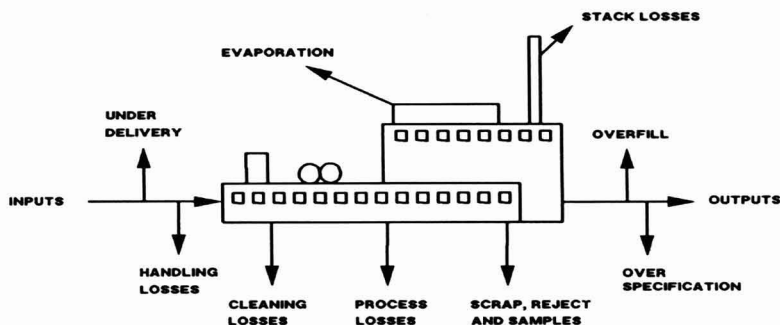 STACK LOSSES
EVAPORATION
UNDER
DELIVERY
OVERFILL
INPUTS
OUTPUTS
HANDLING
LOSSES
OVER
SPECIFICATION
CLEANING
LOSSES
PROCESS
LOSSES
SCRAP, REJECT
AND SAMPLES